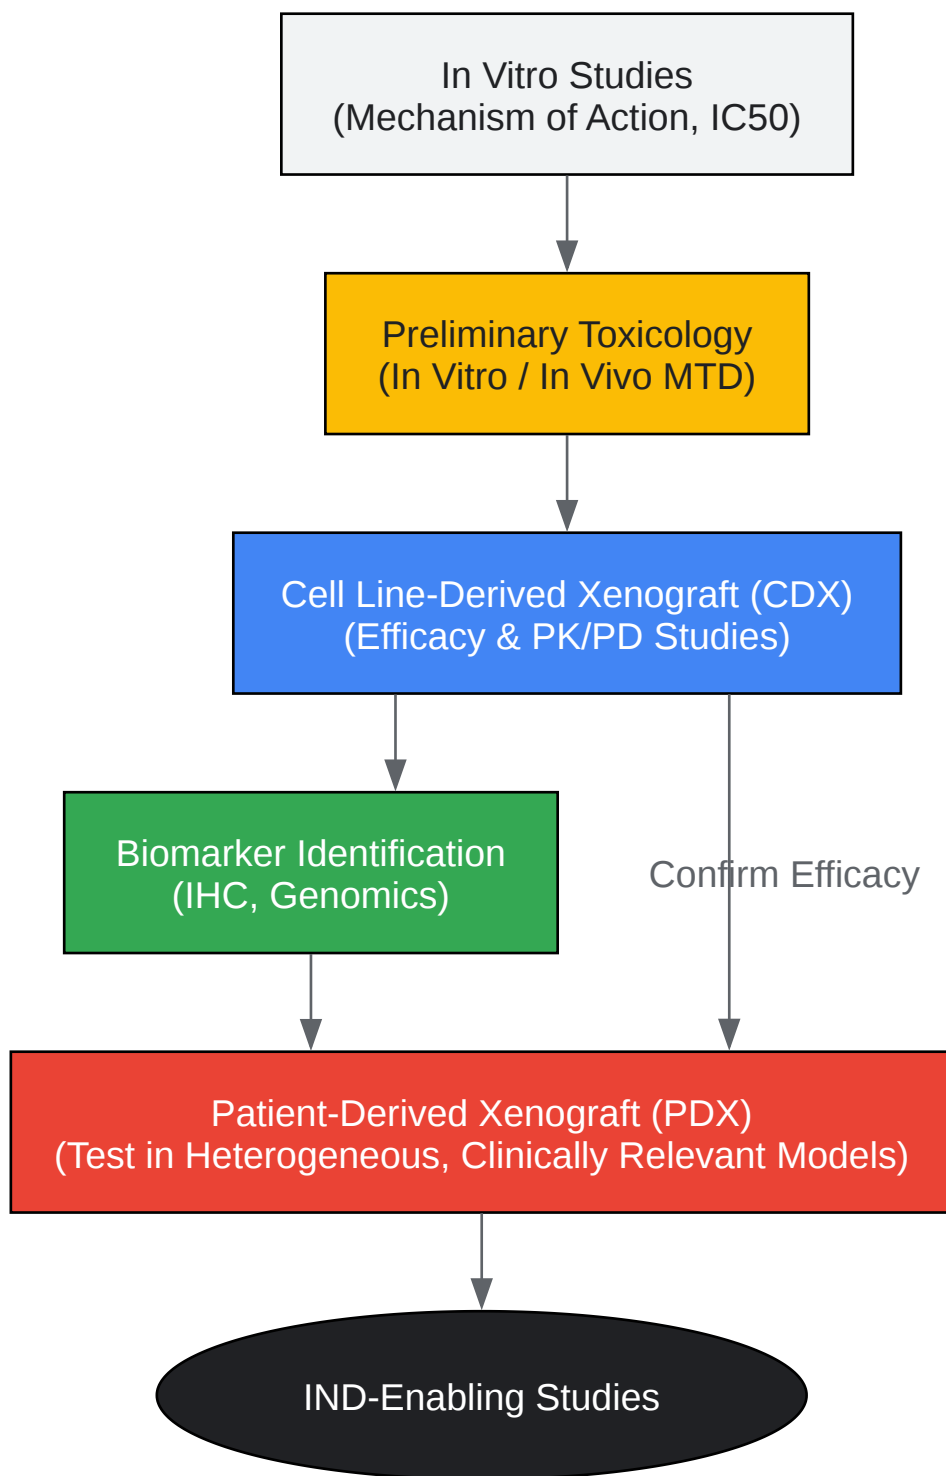 In Vitro Studies
(Mechanism of Action, IC50)
Preliminary Toxicology
(In Vitro / In Vivo MTD)
Cell Line-Derived Xenograft (CDX)
(Efficacy & PK/PD Studies)
Biomarker Identification
(IHC, Genomics)
Confirm Efficacy
Patient-Derived Xenograft (PDX)
(Test in Heterogeneous, Clinically Relevant Models)
IND-Enabling Studies